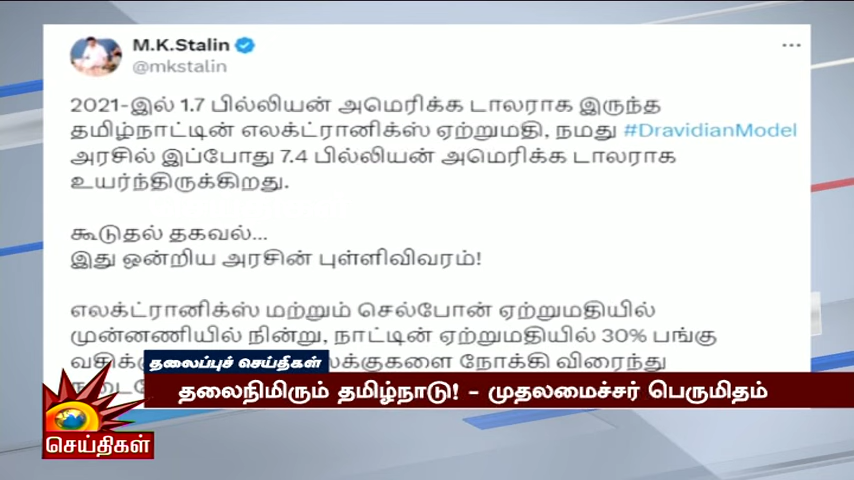 M.K.Stalin
@mkstalin
2021-இல் 1.7 பில்லியன் அமெரிக்க டாலராக இருந்த
தமிழ்நாட்டின் எலக்ட்ரானிக்ஸ் ஏற்றுமதி, நமது #DravidianModel
அரசில் இப்போது 7.4 பில்லியன் அமெரிக்க டாலராக
உயர்ந்திருக்கிறது.
கூடுதல் தகவல்...
இது ஒன்றிய அரசின் புள்ளிவிவரம்!
எலக்ட்ரானிக்ஸ் மற்றும் செல்போன் ஏற்றுமதியில்
முன்னணியில் நின்று, நாட்டின் ஏற்றுமதியில் 30% பங்கு
நோக்கி விரைந்து
தலைப்புச் செய்திகள்
தலைநிமிரும் தமிழ்நாடு! - முதலமைச்சர் பெருமிதம்
செய்திகள்